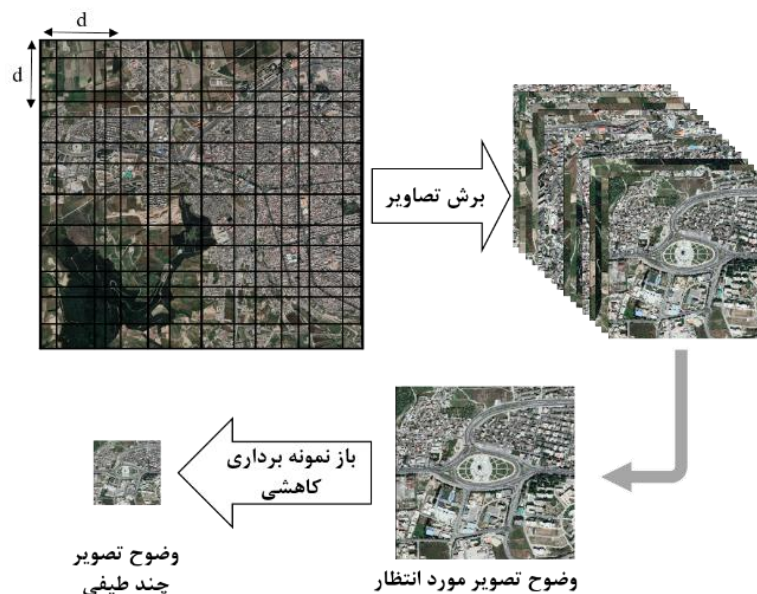 d
d
برش تصاویر
باز نمونه برداری
کاهشی
وضوح تصویر مورد انتظار
وضوح تصویر
چند طیفی